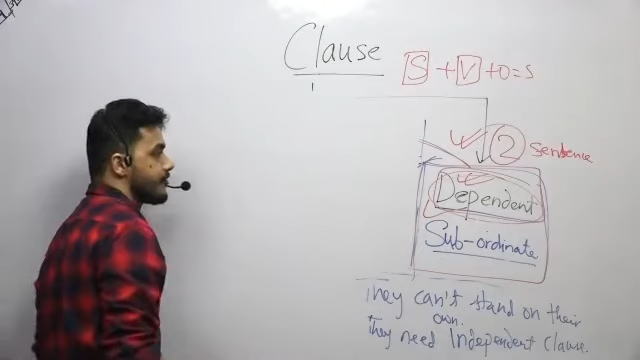 Clause
S + V + O = S
2 Sentence
Dependent
Sub-ordinate
They can't stand on their
own.
They need Independent Clause.